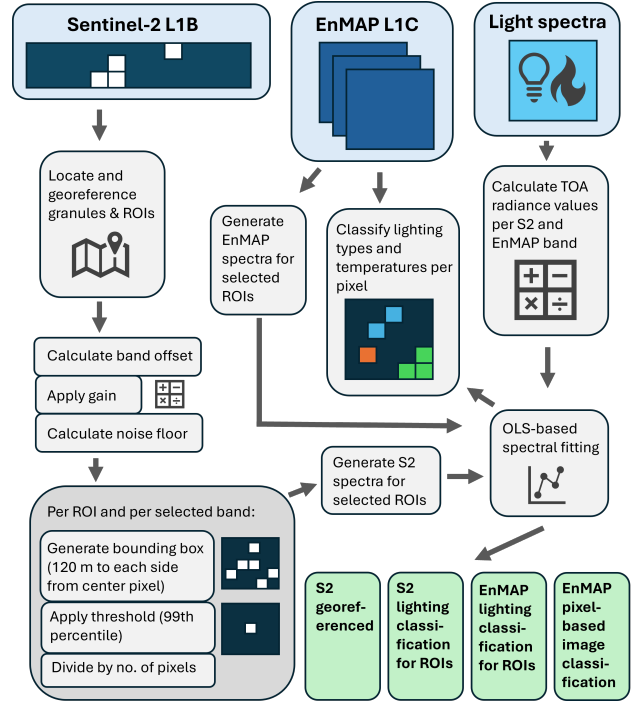 Sentinel-2 L1B
EnMAP L1C
Light spectra
Locate and
georeference
granules & ROIs
Generate
EnMAP
spectra for
selected
ROIs
Classify lighting
types and
temperatures per
pixel
Calculate TOA
radiance values
per S2 and
EnMAP band
Calculate band offset
Apply gain
Calculate noise floor
OLS-based
spectral fitting
Generate S2
spectra for
selected ROIs
Per ROI and per selected band:
Generate bounding box
(120 m to each side
from center pixel)
Apply threshold (99th
percentile)
Divide by no. of pixels
S2
georef-
erenced
S2
lighting
classi-
fication
for ROIs
EnMAP
lighting
classi-
fication
for ROIs
EnMAP
pixel-
based
image
classi-
fication